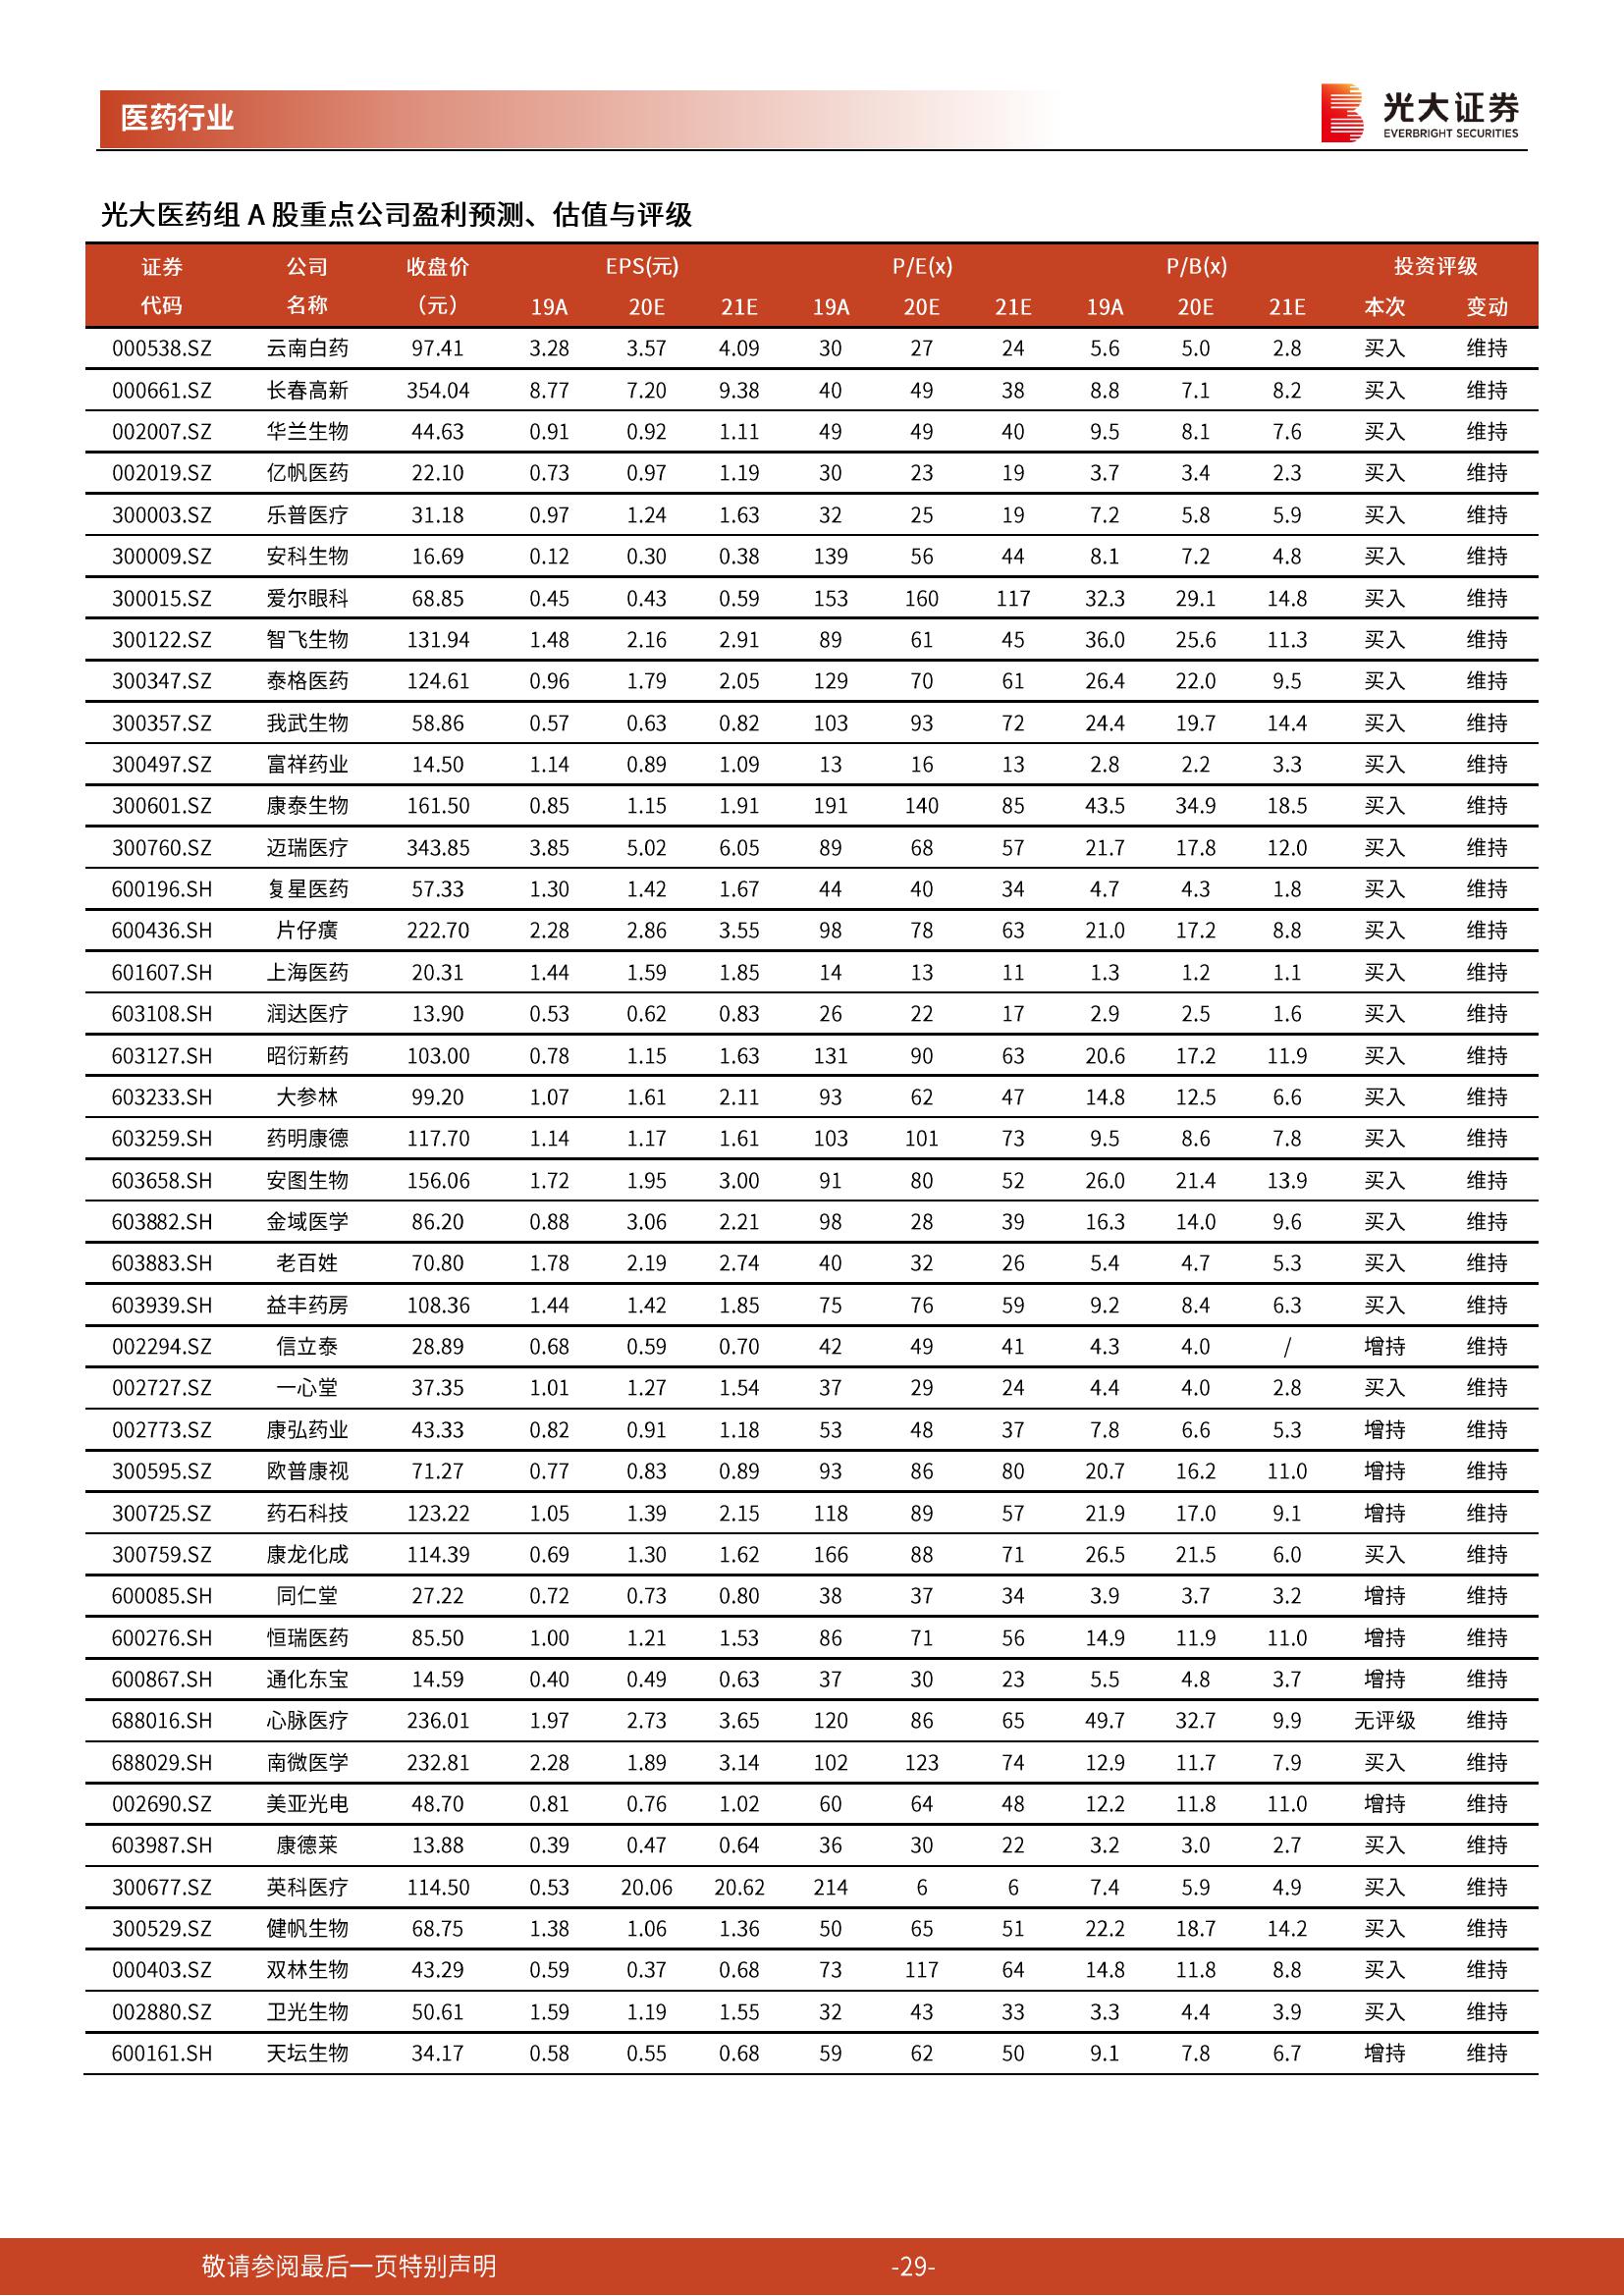 医药行业
光大证券
EVERBRIGHT SECURITIES
光大医药组 A 股重点公司盈利预测、估值与评级
证券 公司 收盘价 EPS(元) P/E(x) P/B(x) 投资评级
代码 名称 （元） 19A 20E 21E 19A 20E 21E 19A 20E 21E 本次 变动
000538.SZ 云南白药 97.41 3.28 3.57 4.09 30 27 24 5.6 5.0 2.8 买入 维持
000661.SZ 长春高新 354.04 8.77 7.20 9.38 40 49 38 8.8 7.1 8.2 买入 维持
002007.SZ 华兰生物 44.63 0.91 0.92 1.11 49 49 40 9.5 8.1 7.6 买入 维持
002019.SZ 亿帆医药 22.10 0.73 0.97 1.19 30 23 19 3.7 3.4 2.3 买入 维持
300003.SZ 乐普医疗 31.18 0.97 1.24 1.63 32 25 19 7.2 5.8 5.9 买入 维持
300009.SZ 安科生物 16.69 0.12 0.30 0.38 139 56 44 8.1 7.2 4.8 买入 维持
300015.SZ 爱尔眼科 68.85 0.45 0.43 0.59 153 160 117 32.3 29.1 14.8 买入 维持
300122.SZ 智飞生物 131.94 1.48 2.16 2.91 89 61 45 36.0 25.6 11.3 买入 维持
300347.SZ 泰格医药 124.61 0.96 1.79 2.05 129 70 61 26.4 22.0 9.5 买入 维持
300357.SZ 我武生物 58.86 0.57 0.63 0.82 103 93 72 24.4 19.7 14.4 买入 维持
300497.SZ 富祥药业 14.50 1.14 0.89 1.09 13 16 13 2.8 2.2 3.3 买入 维持
300601.SZ 康泰生物 161.50 0.85 1.15 1.91 191 140 85 43.5 34.9 18.5 买入 维持
300760.SZ 迈瑞医疗 343.85 3.85 5.02 6.05 89 68 57 21.7 17.8 12.0 买入 维持
600196.SH 复星医药 57.33 1.30 1.42 1.67 44 40 34 4.7 4.3 1.8 买入 维持
600436.SH 片仔癀 222.70 2.28 2.86 3.55 98 78 63 21.0 17.2 8.8 买入 维持
601607.SH 上海医药 20.31 1.44 1.59 1.85 14 13 11 1.3 1.2 1.1 买入 维持
603108.SH 润达医疗 13.90 0.53 0.62 0.83 26 22 17 2.9 2.5 1.6 买入 维持
603127.SH 昭衍新药 103.00 0.78 1.15 1.63 131 90 63 20.6 17.2 11.9 买入 维持
603233.SH 大参林 99.20 1.07 1.61 2.11 93 62 47 14.8 12.5 6.6 买入 维持
603259.SH 药明康德 117.70 1.14 1.17 1.61 103 101 73 9.5 8.6 7.8 买入 维持
603658.SH 安图生物 156.06 1.72 1.95 3.00 91 80 52 26.0 21.4 13.9 买入 维持
603882.SH 金域医学 86.20 0.88 3.06 2.21 98 28 39 16.3 14.0 9.6 买入 维持
603883.SH 老百姓 70.80 1.78 2.19 2.74 40 32 26 5.4 4.7 5.3 买入 维持
603939.SH 益丰药房 108.36 1.44 1.42 1.85 75 76 59 9.2 8.4 6.3 买入 维持
002294.SZ 信立泰 28.89 0.68 0.59 0.70 42 49 41 4.3 4.0 / 增持 维持
002727.SZ 一心堂 37.35 1.01 1.27 1.54 37 29 24 4.4 4.0 2.8 买入 维持
002773.SZ 康弘药业 43.33 0.82 0.91 1.18 53 48 37 7.8 6.6 5.3 增持 维持
300595.SZ 欧普康视 71.27 0.77 0.83 0.89 93 86 80 20.7 16.2 11.0 增持 维持
300725.SZ 药石科技 123.22 1.05 1.39 2.15 118 89 57 21.9 17.0 9.1 增持 维持
300759.SZ 康龙化成 114.39 0.69 1.30 1.62 166 88 71 26.5 21.5 6.0 买入 维持
600085.SH 同仁堂 27.22 0.72 0.73 0.80 38 37 34 3.9 3.7 3.2 增持 维持
600276.SH 恒瑞医药 85.50 1.00 1.21 1.53 86 71 56 14.9 11.9 11.0 增持 维持
600867.SH 通化东宝 14.59 0.40 0.49 0.63 37 30 23 5.5 4.8 3.7 增持 维持
688016.SH 心脉医疗 236.01 1.97 2.73 3.65 120 86 65 49.7 32.7 9.9 无评级 维持
688029.SH 南微医学 232.81 2.28 1.89 3.14 102 123 74 12.9 11.7 7.9 买入 维持
002690.SZ 美亚光电 48.70 0.81 0.76 1.02 60 64 48 12.2 11.8 11.0 增持 维持
603987.SH 康德莱 13.88 0.39 0.47 0.64 36 30 22 3.2 3.0 2.7 买入 维持
300677.SZ 英科医疗 114.50 0.53 20.06 20.62 214 6 6 7.4 5.9 4.9 买入 维持
300529.SZ 健帆生物 68.75 1.38 1.06 1.36 50 65 51 22.2 18.7 14.2 买入 维持
000403.SZ 双林生物 43.29 0.59 0.37 0.68 73 117 64 14.8 11.8 8.8 买入 维持
002880.SZ 卫光生物 50.61 1.59 1.19 1.55 32 43 33 3.3 4.4 3.9 买入 维持
600161.SH 天坛生物 34.17 0.58 0.55 0.68 59 62 50 9.1 7.8 6.7 增持 维持
敬请参阅最后一页特别声明 -29-